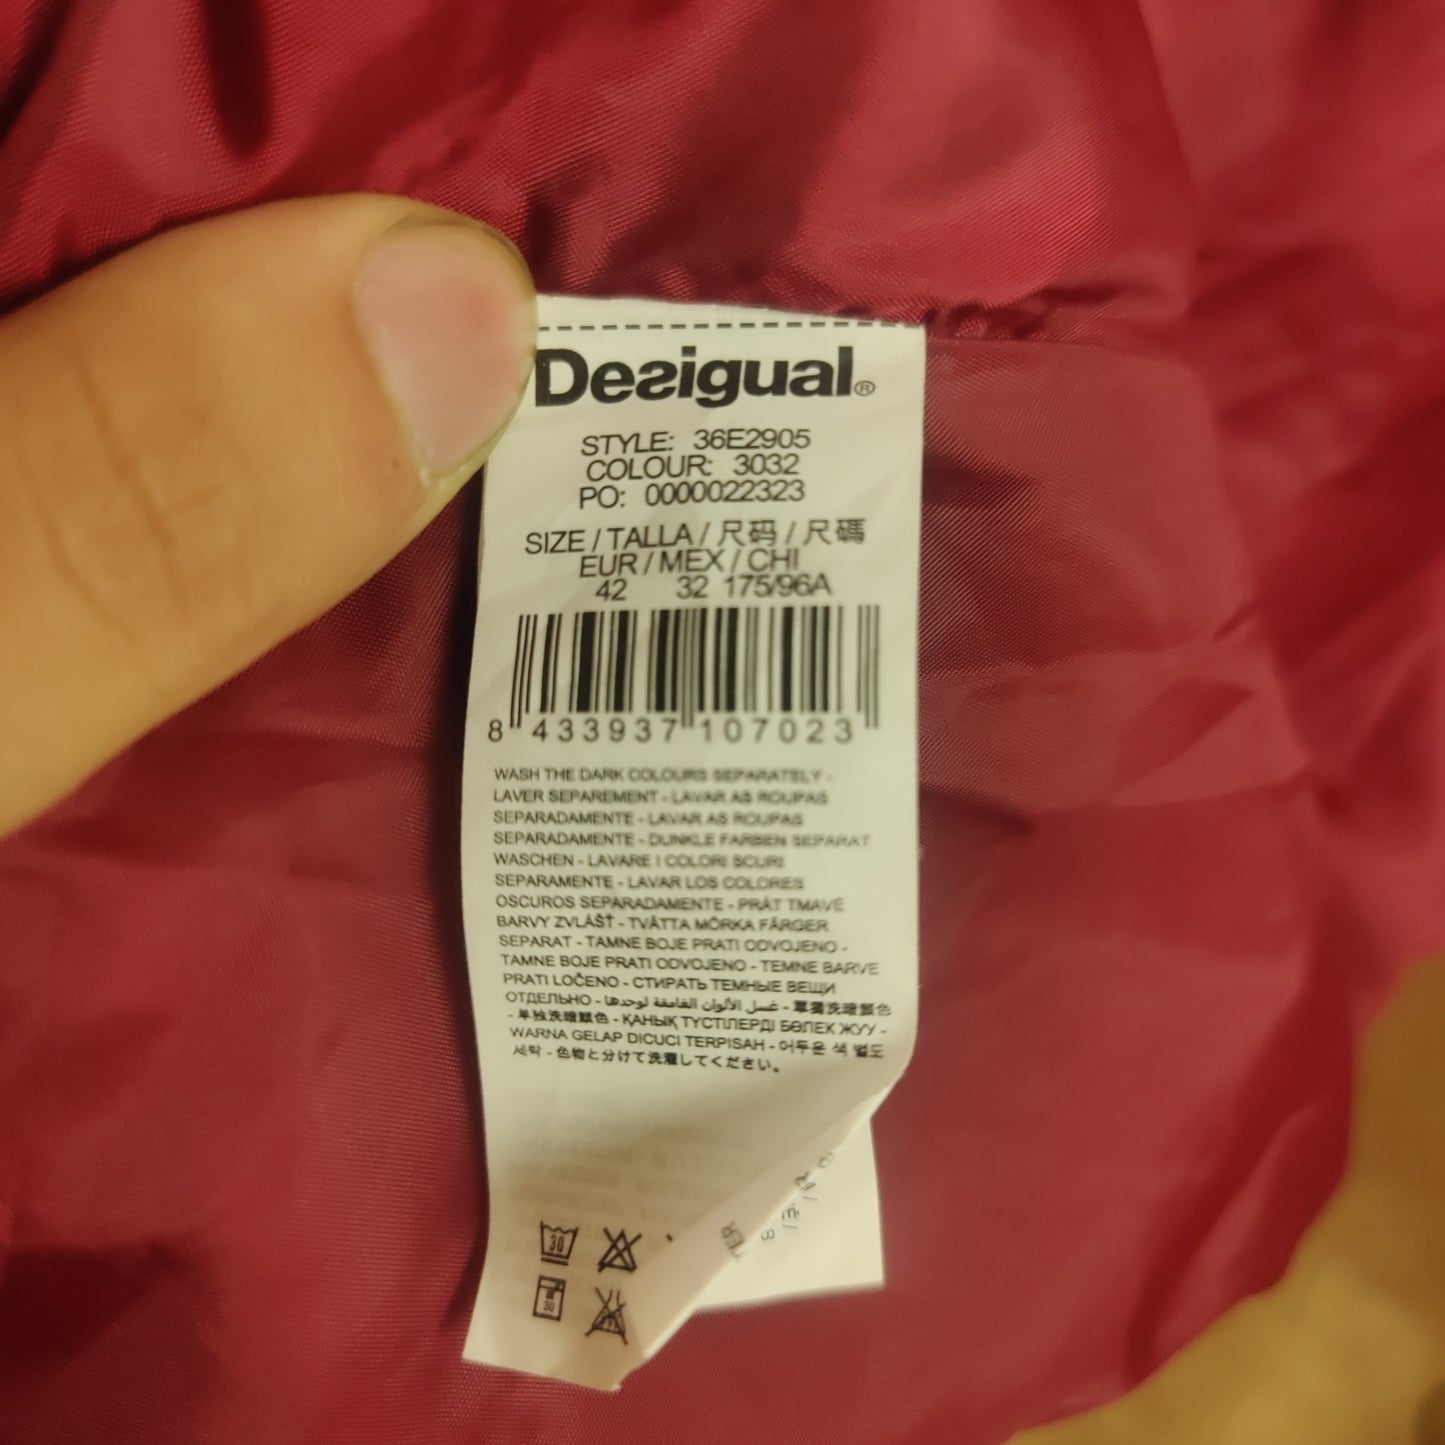 Desigual®
STYLE: 36E2905
COLOUR: 3032
PO: 0000022323
SIZE / TALLA / 尺码 / 尺碼
EUR / MEX / CHI
42 32 175/96A
8 433937 107023
WASH THE DARK COLOURS SEPARATELY -
LAVER SEPAREMENT - LAVAR AS ROUPAS
SEPARADAMENTE - LAVAR AS ROUPAS
SEPARADAMENTE - DUNKLE FARBEN SEPARAT
WASCHEN - LAVARE I COLORI SCURI
SEPARAMENTE - LAVAR LOS COLORES
OSCUROS SEPARADAMENTE - PRÁT TMAVÉ
BARVY ZVLÁŠŤ - TVÄTTA MÖRKA FÄRGER
SEPARAT - TAMNE BOJE PRATI ODVOJENO -
TAMNE BOJE PRATI ODVOJENO - TEMNE BARVE
PRATI LOČENO - СТИРАТЬ ТЕМНЫЕ ВЕЩИ
ОТДЕЛЬНО - غسل الألوان الغامقة لوحدها - 單獨洗暗顏色
- 单独洗暗颜色 - ҚАНЫҚ ТҮСТІЛЕРДІ БӨЛЕК ЖУУ -
WARNA GELAP DICUCI TERPISAH - 어두운 색 별도
세탁 - 色物と分けて洗濯してください。
30
30